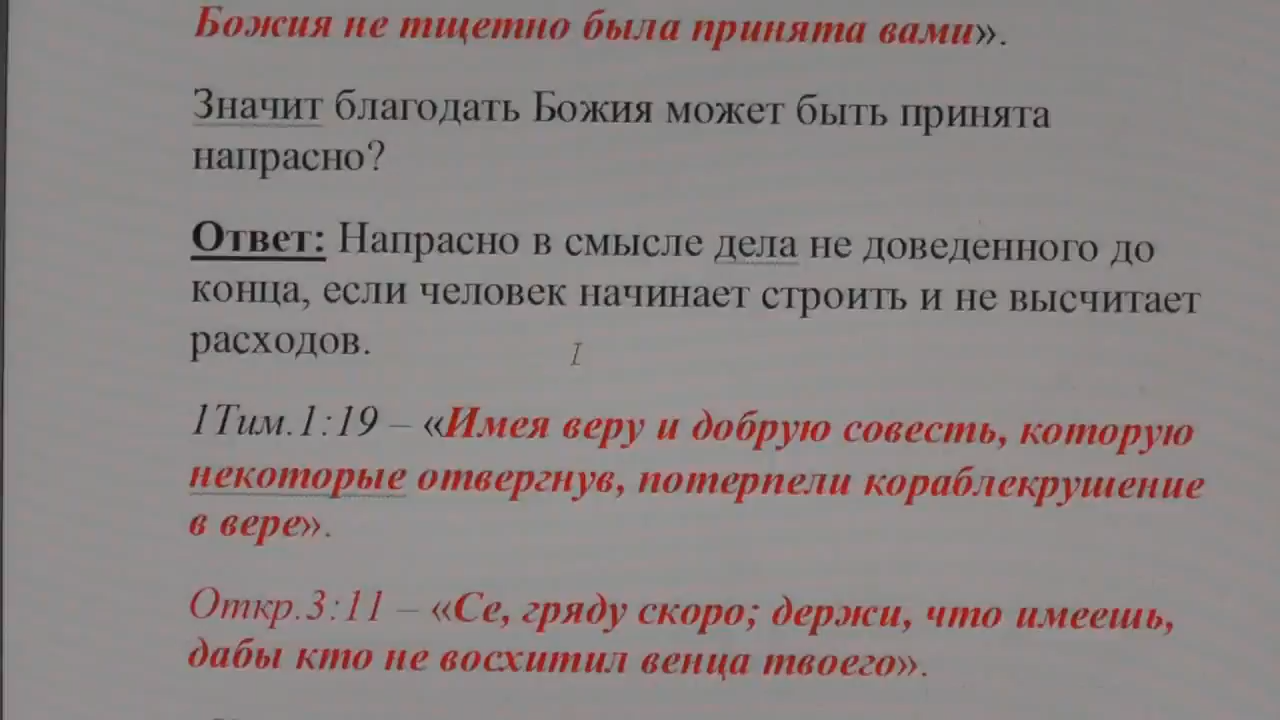 Божия не тщетно была принята вами».
Значит благодать Божия может быть принята
напрасно?
Ответ: Напрасно в смысле дела не доведенного до
конца, если человек начинает строить и не высчитает
расходов.
1Тим.1:19 – «Имея веру и добрую совесть, которую
некоторые отвергнув, потерпели кораблекрушение
в вере».
Откр.3:11 – «Се, гряду скоро; держи, что имеешь,
дабы кто не восхитил венца твоего».